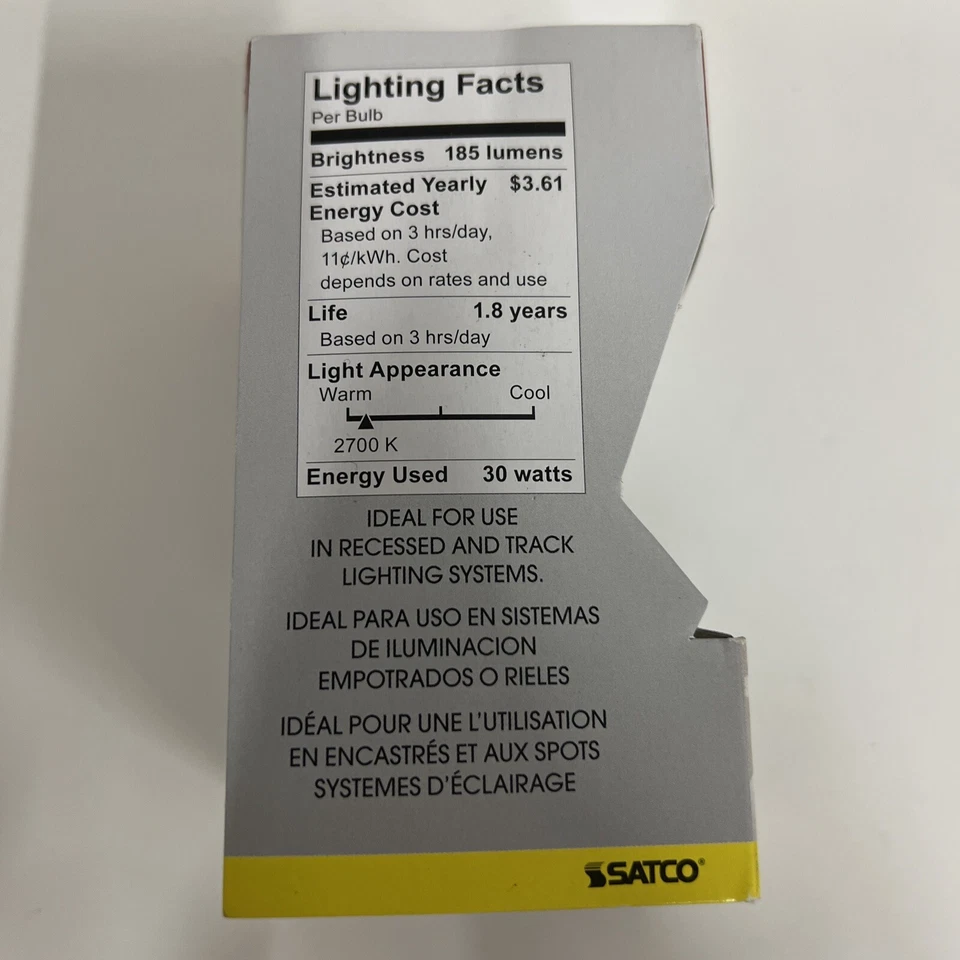 Lighting Facts
Per Bulb
Brightness 185 lumens
Estimated Yearly $3.61
Energy Cost
Based on 3 hrs/day,
11¢/kWh. Cost
depends on rates and use
Life 1.8 years
Based on 3 hrs/day
Light Appearance
Warm Cool
2700 K
Energy Used 30 watts
IDEAL FOR USE
IN RECESSED AND TRACK
LIGHTING SYSTEMS.
IDEAL PARA USO EN SISTEMAS
DE ILUMINACION
EMPOTRADOS O RIELES
IDÉAL POUR UNE L'UTILISATION
EN ENCASTRÉS ET AUX SPOTS
SYSTEMES D'ÉCLAIRAGE
SATCO®